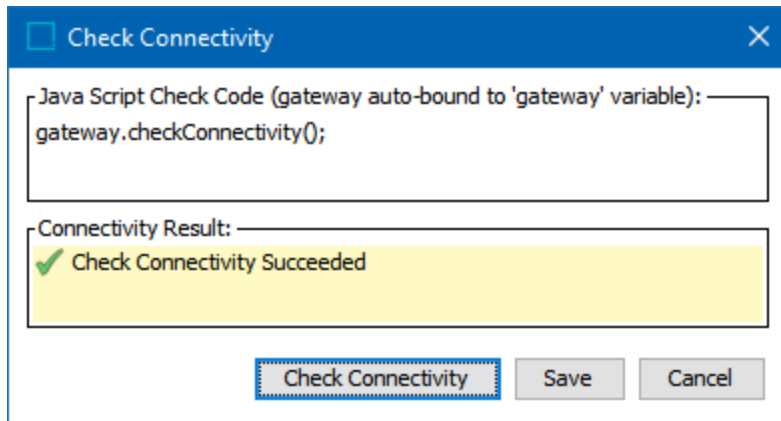 Check Connectivity
Java Script Check Code (gateway auto-bound to 'gateway' variable):
gateway.checkConnectivity();
Connectivity Result:
Check Connectivity Succeeded
Check Connectivity Save Cancel